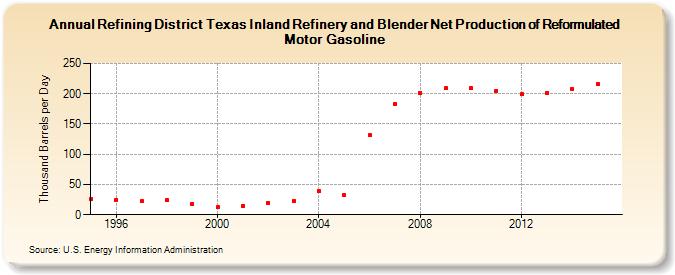 Annual Refining District Texas Inland Refinery and Blender Net Production of Reformulated
Motor Gasoline
Thousand Barrels per Day
250
200
150
100
50
0
1996 2000 2004 2008 2012
Source: U.S. Energy Information Administration